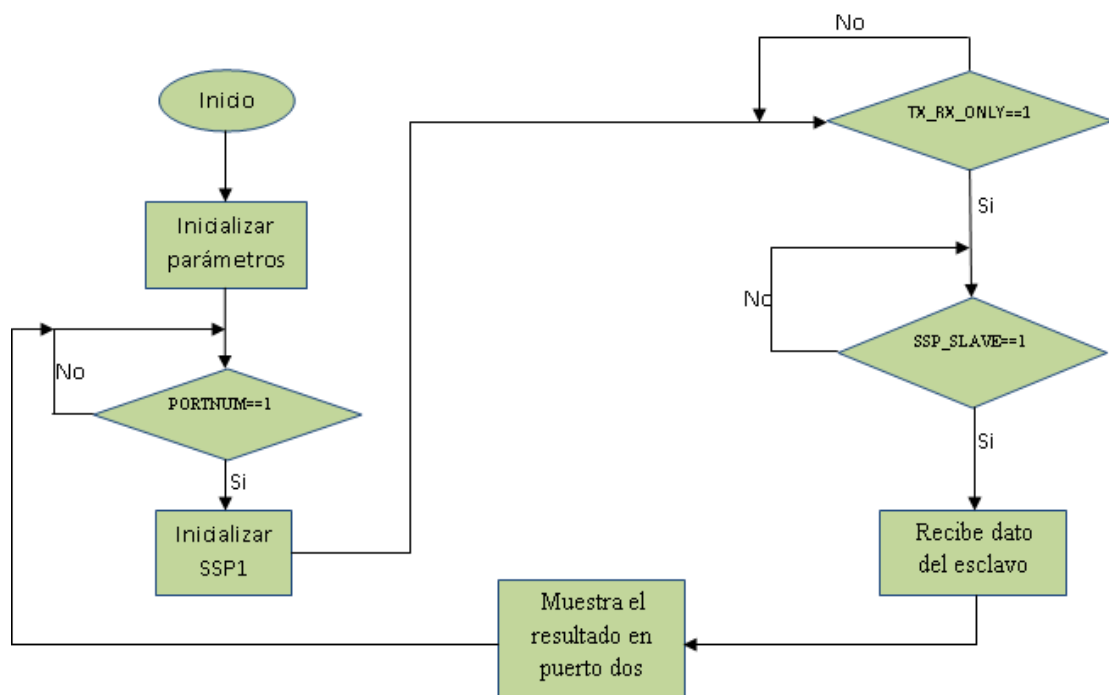 Inicio
Inicializar
parámetros
No
PORTNUM==1
Si
Inicializar
SSP1
No
TX_RX_ONLY==1
Si
No
SSP_SLAVE==1
Si
Recibe dato
del esclavo
Muestra el
resultado en
puerto dos